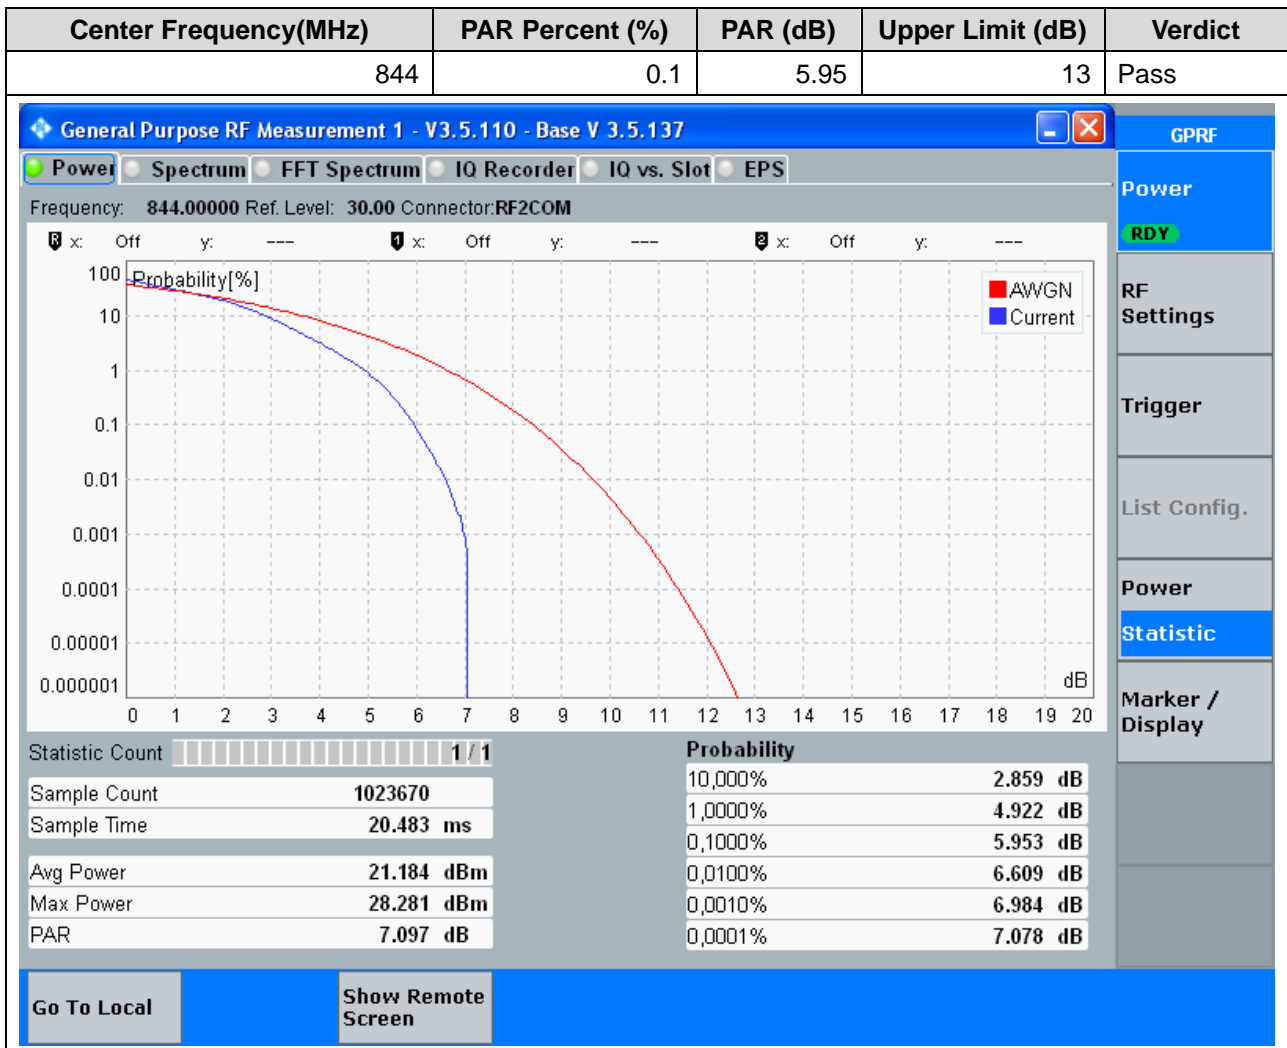 Center Frequency(MHz) PAR Percent (%) PAR (dB) Upper Limit (dB) Verdict
844 0.1 5.95 13 Pass
General Purpose RF Measurement 1 - V3.5.110 - Base V 3.5.137
GPRF
Power Spectrum FFT Spectrum IQ Recorder IQ vs. Slot EPS
Power
RDY
Frequency: 844.00000 Ref. Level: 30.00 Connector:RF2COM
R x: Off y: --- 1 x: Off y: --- 2 x: Off y: ---
Probability[%]
AWGN
Current
100
10
1
0.1
0.01
0.001
0.0001
0.00001
0.000001
dB
0 1 2 3 4 5 6 7 8 9 10 11 12 13 14 15 16 17 18 19 20
RF
Settings
Trigger
List Config.
Power
Statistic
Marker /
Display
Statistic Count 1 / 1
Sample Count 1023670
Sample Time 20.483 ms
Avg Power 21.184 dBm
Max Power 28.281 dBm
PAR 7.097 dB
Probability
10,000% 2.859 dB
1,0000% 4.922 dB
0,1000% 5.953 dB
0,0100% 6.609 dB
0,0010% 6.984 dB
0,0001% 7.078 dB
Go To Local
Show Remote
Screen